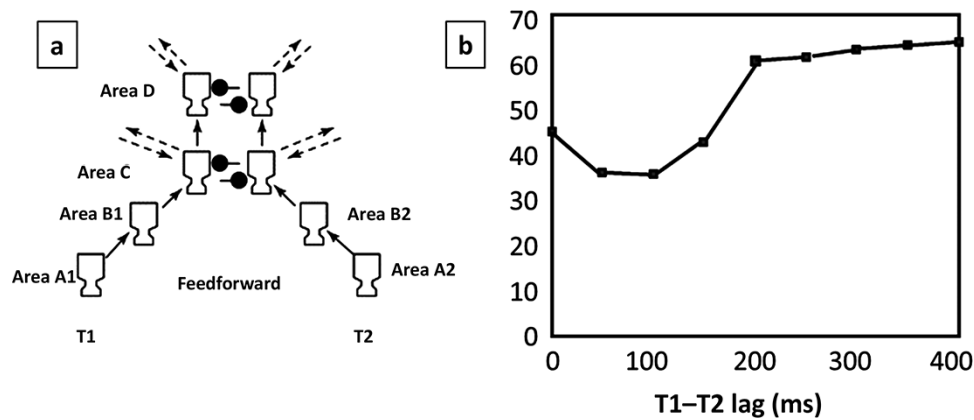 a
Area D
Area C
Area B1
Area B2
Area A1
Area A2
Feedforward
T1
T2
b
70
60
50
40
30
20
10
0
0 100 200 300 400
T1–T2 lag (ms)